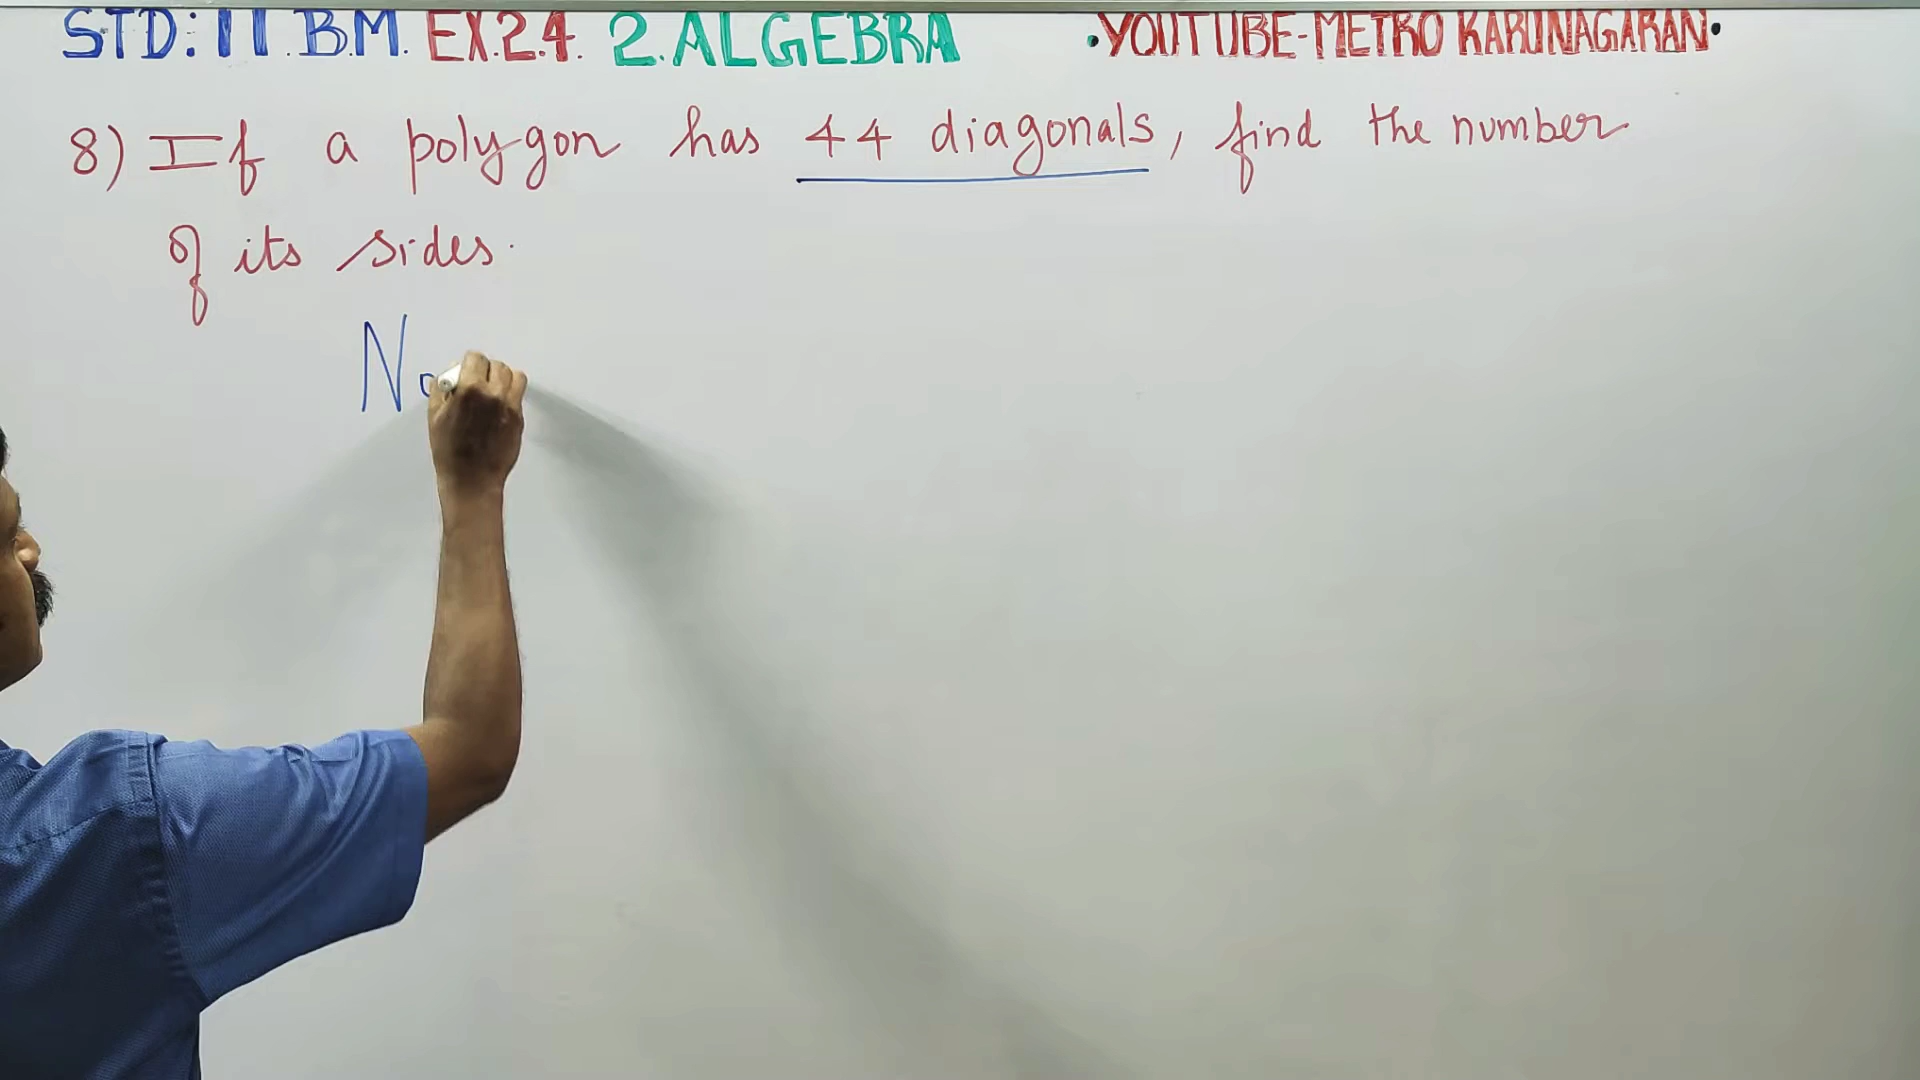 STD: 11. B.M. EX.2.4. 2. ALGEBRA •YOUTUBE-METRO KARUNAGARAN•
8) If a polygon has 44 diagonals, find the number
of its sides.
No